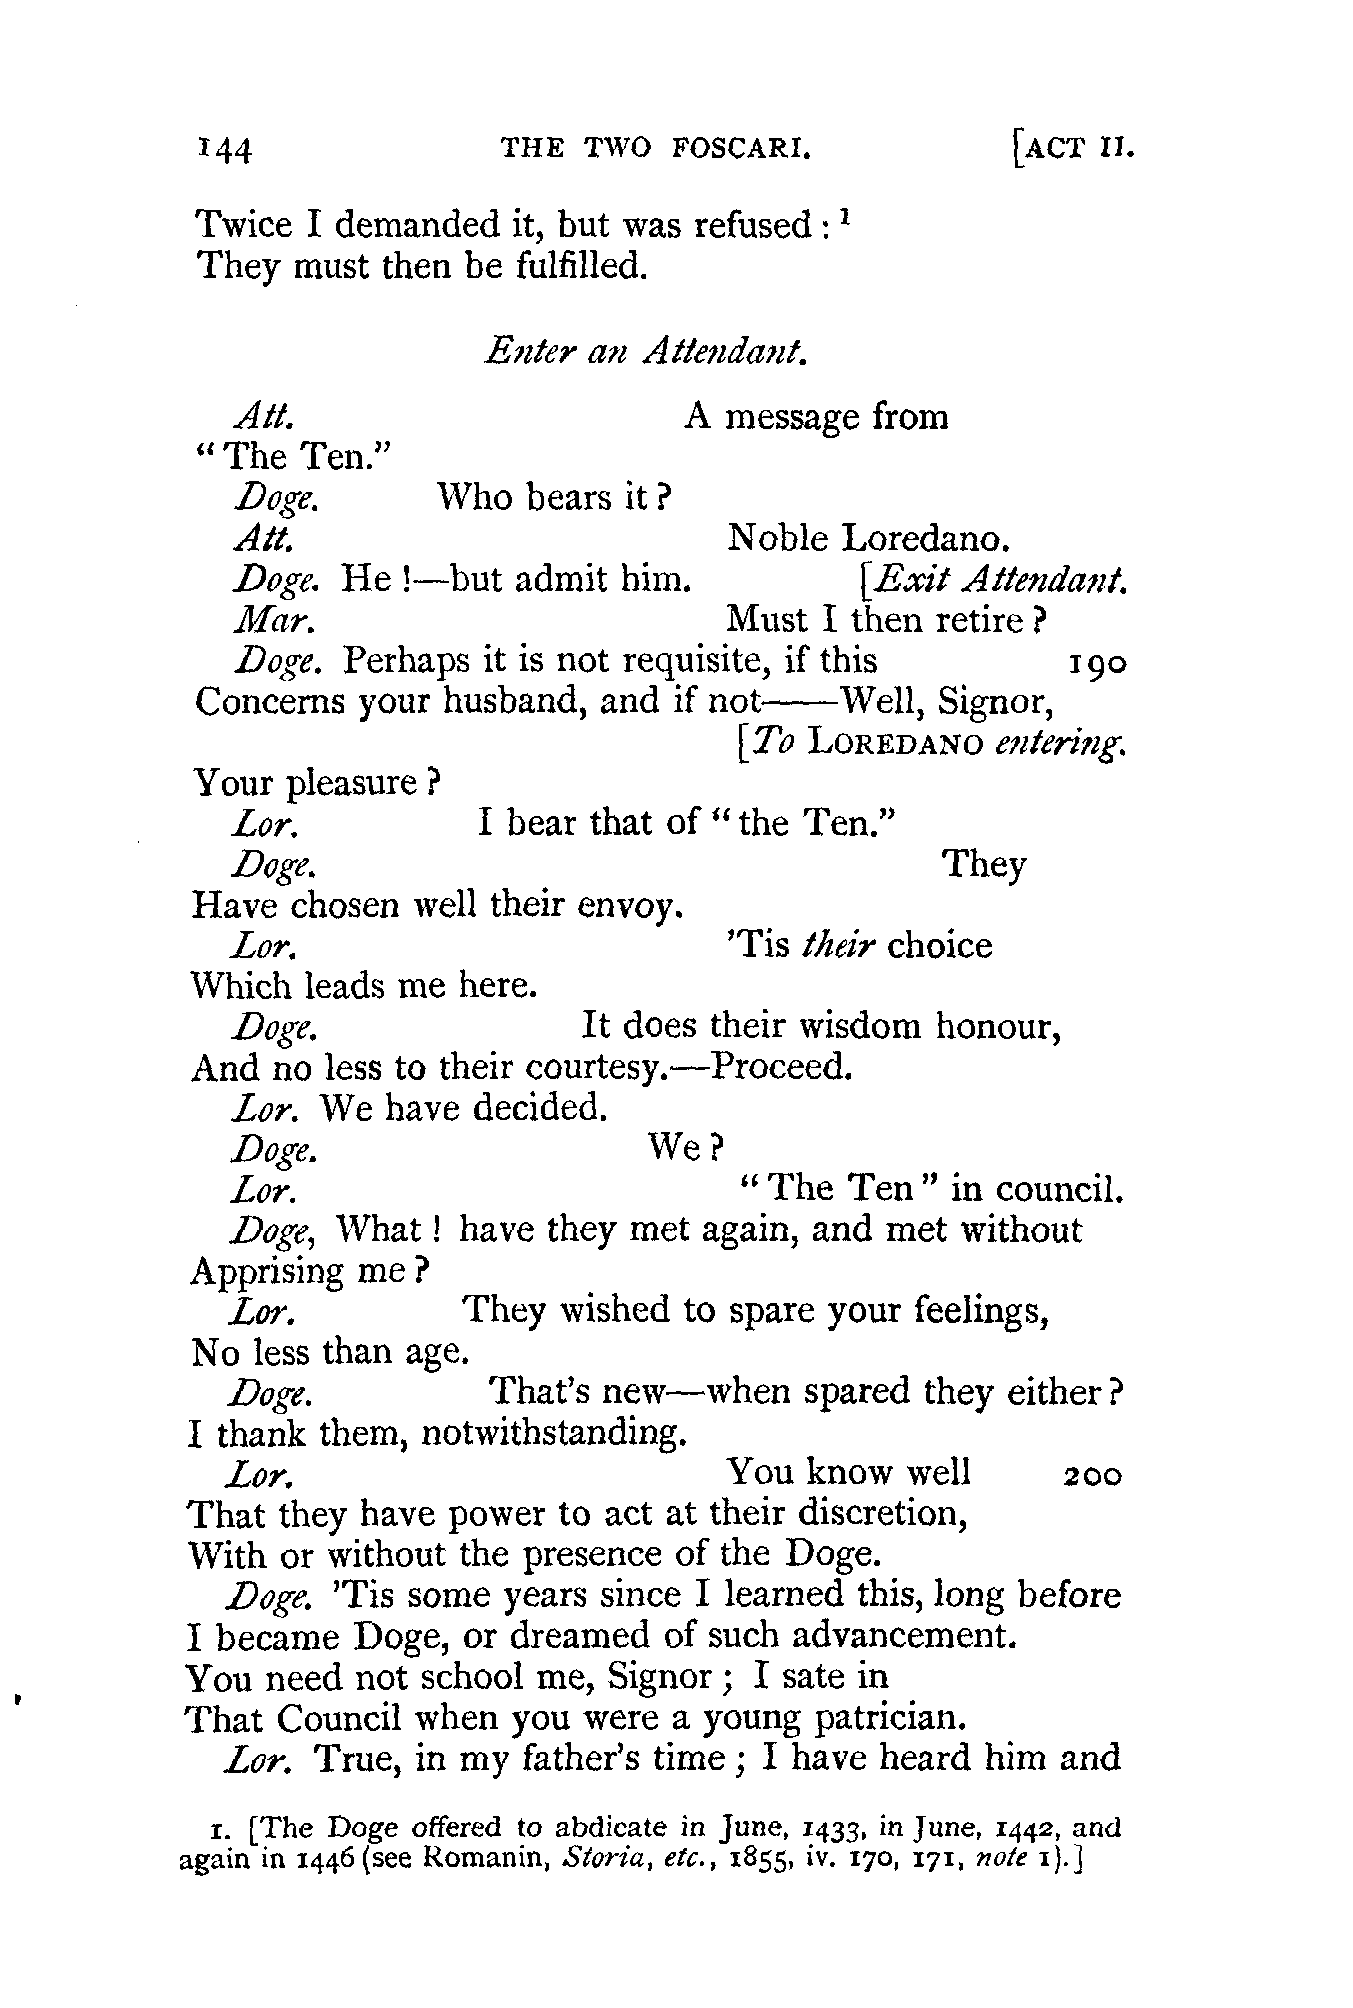 144 THE TWO FOSCARI. [ACT II.
Twice I demanded it, but was refused : 1
They must then be fulfilled.
Enter an Attendant.
Att. A message from
"The Ten."
Doge. Who bears it ?
Att. Noble Loredano.
Doge. He !—but admit him. [Exit Attendant.
Mar. Must I then retire ?
Doge. Perhaps it is not requisite, if this 190
Concerns your husband, and if not——Well, Signor,
[To LOREDANO entering.
Your pleasure ?
Lor. I bear that of "the Ten."
Doge. They
Have chosen well their envoy.
Lor. 'Tis their choice
Which leads me here.
Doge. It does their wisdom honour,
And no less to their courtesy.—Proceed.
Lor. We have decided.
Doge. We ?
Lor. "The Ten" in council.
Doge, What ! have they met again, and met without
Apprising me ?
Lor. They wished to spare your feelings,
No less than age.
Doge. That's new—when spared they either ?
I thank them, notwithstanding.
Lor. You know well 200
That they have power to act at their discretion,
With or without the presence of the Doge.
Doge. 'Tis some years since I learned this, long before
I became Doge, or dreamed of such advancement.
You need not school me, Signor ; I sate in
That Council when you were a young patrician.
Lor. True, in my father's time ; I have heard him and
1. [The Doge offered to abdicate in June, 1433, in June, 1442, and
again in 1446 (see Romanin, Storia, etc., 1855, iv. 170, 171, note 1).]